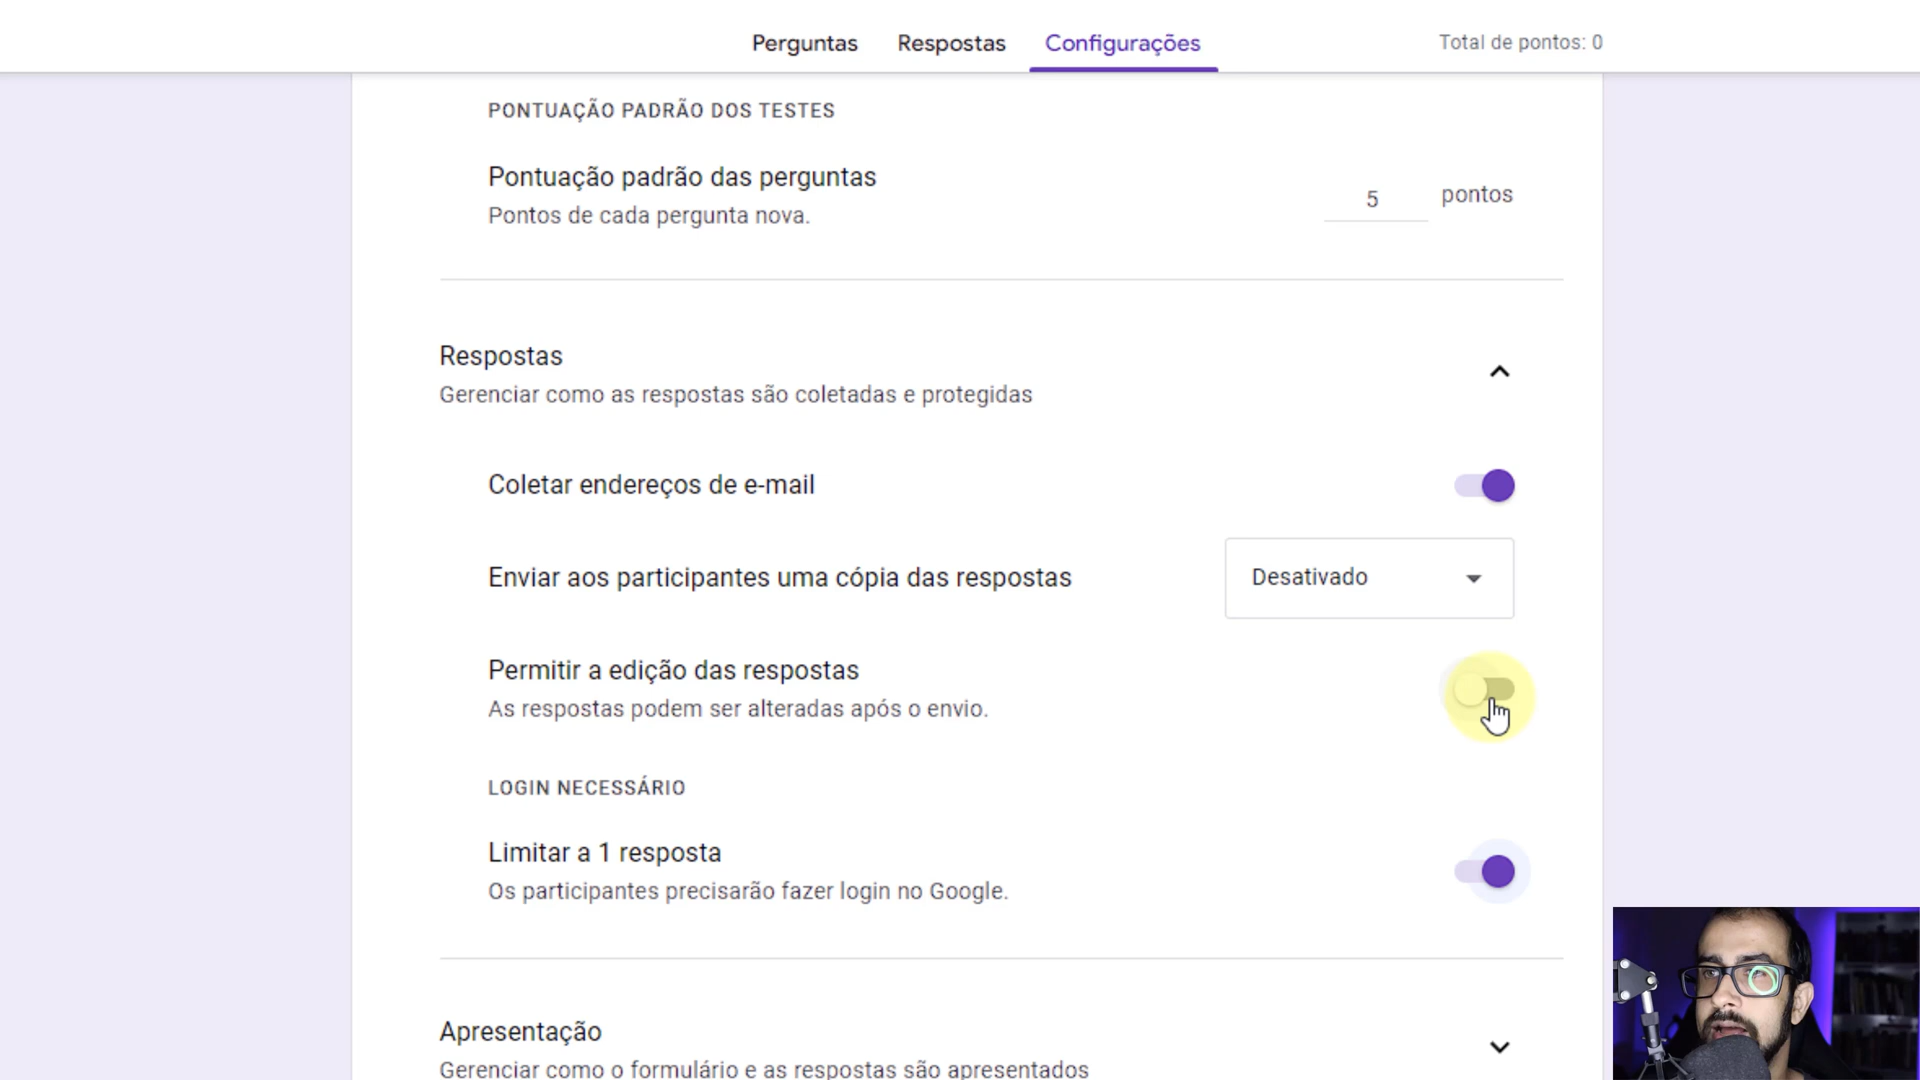 Perguntas Respostas Configurações Total de pontos: 0
PONTUAÇÃO PADRÃO DOS TESTES
Pontuação padrão das perguntas
Pontos de cada pergunta nova.
5 pontos
Respostas
Gerenciar como as respostas são coletadas e protegidas
Coletar endereços de e-mail
Enviar aos participantes uma cópia das respostas Desativado
Permitir a edição das respostas
As respostas podem ser alteradas após o envio.
LOGIN NECESSÁRIO
Limitar a 1 resposta
Os participantes precisarão fazer login no Google.
Apresentação
Gerenciar como o formulário e as respostas são apresentados